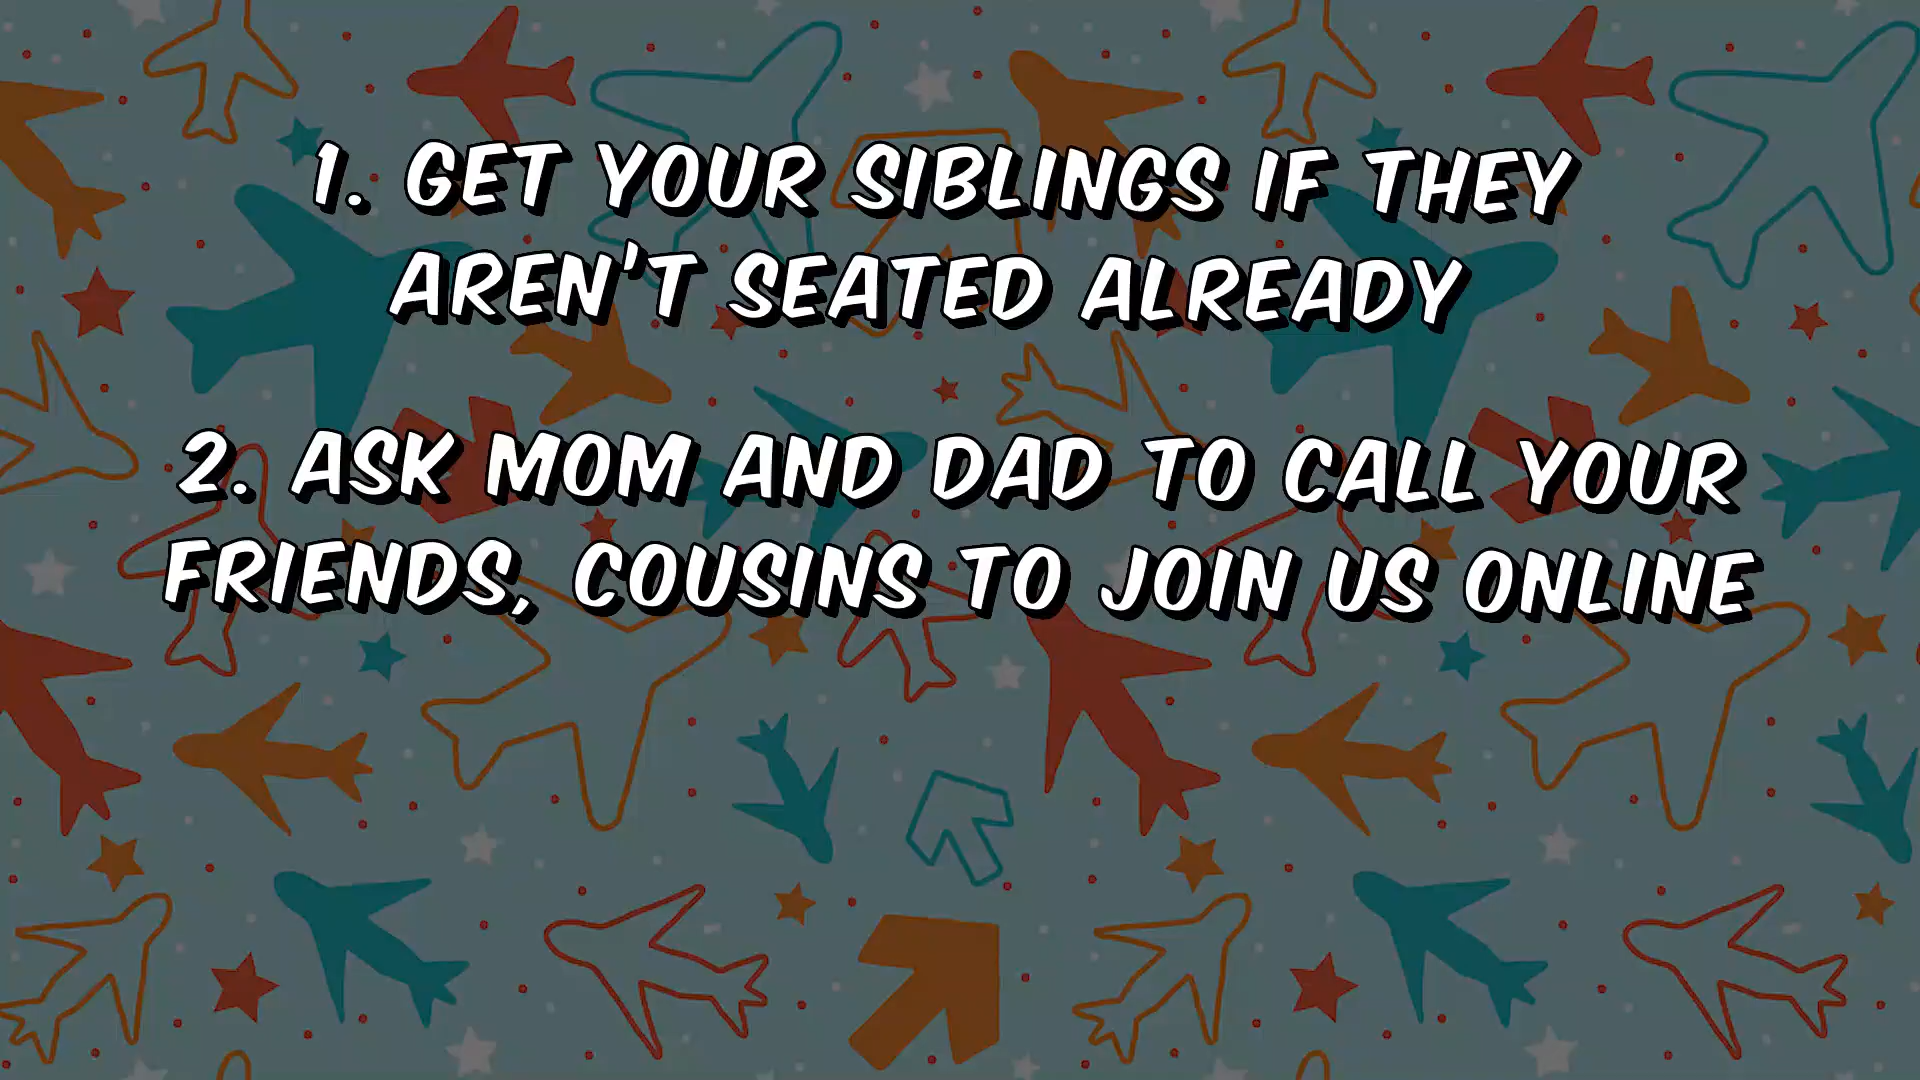 1. GET YOUR SIBLINGS IF THEY
AREN'T SEATED ALREADY
2. ASK MOM AND DAD TO CALL YOUR
FRIENDS, COUSINS TO JOIN US ONLINE